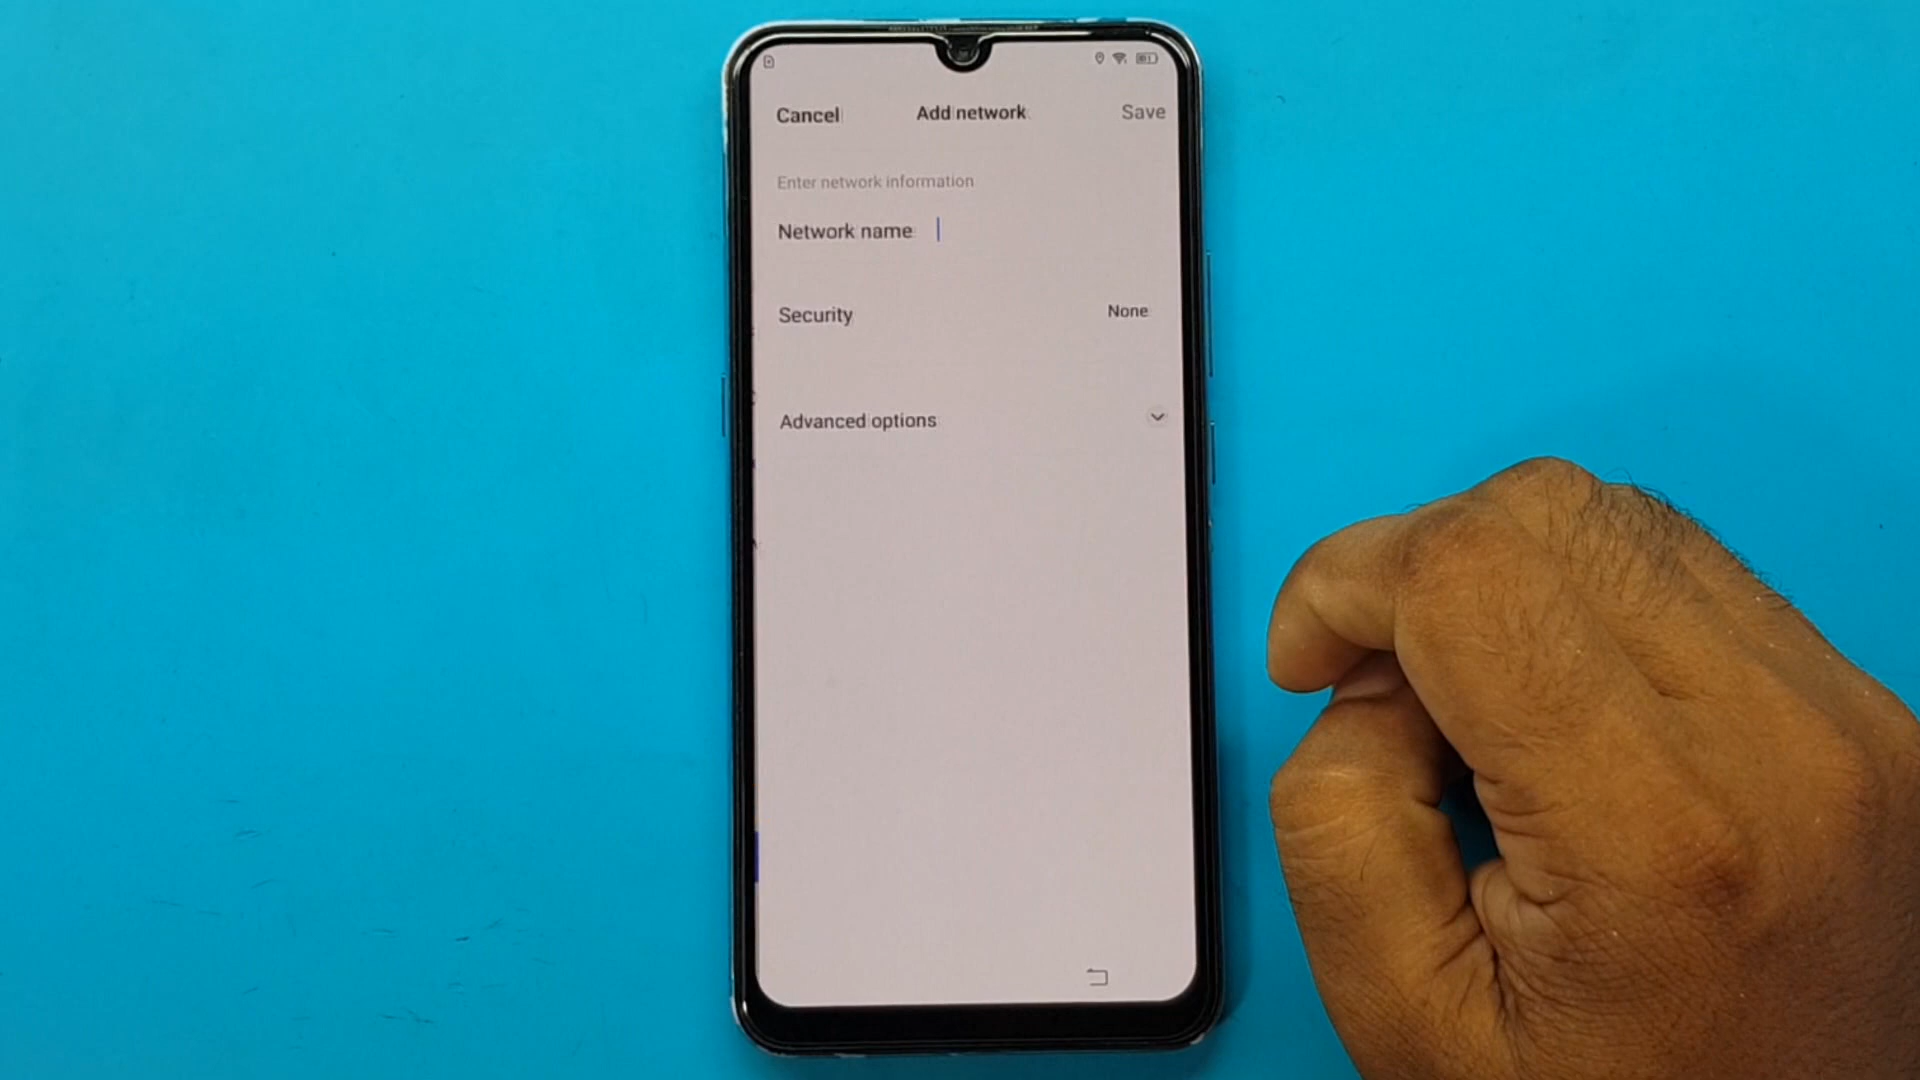 Cancel Add network Save
Enter network information
Network name
Security None
Advanced options